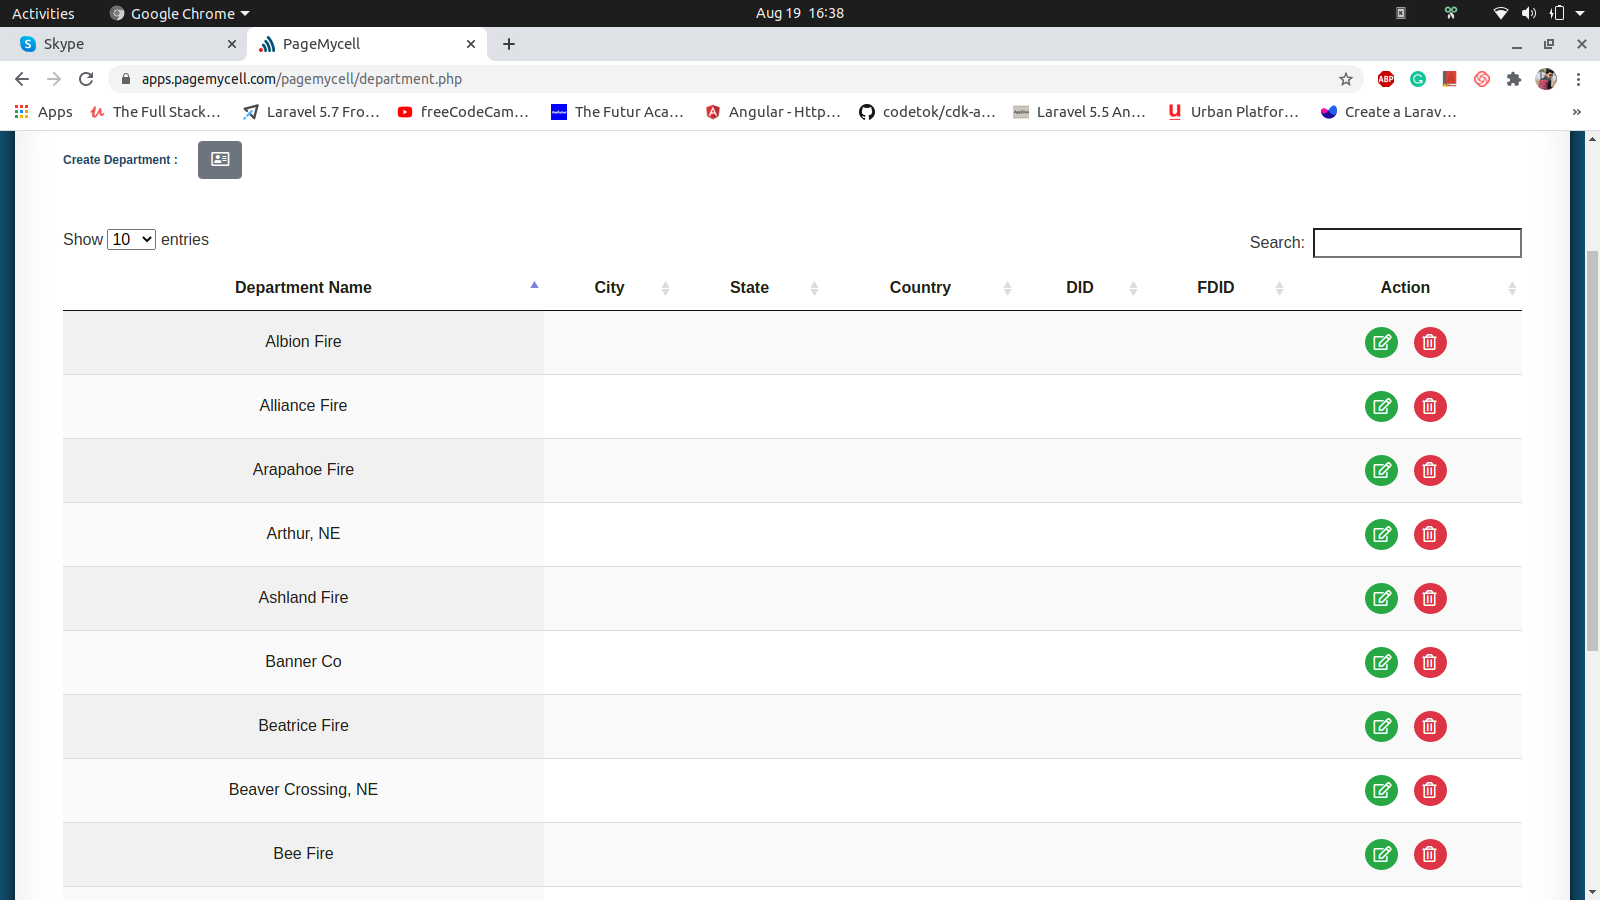 Activities Google Chrome Aug 19 16:38
Skype PageMycell
apps.pagemycell.com/pagemycell/department.php ABP
Apps The Full Stack… Laravel 5.7 Fro… freeCodeCam… The Futur Aca… Angular - Http… codetok/cdk-a… Laravel 5.5 An… Urban Platfor… Create a Larav… »
Create Department :
Show 10 entries Search:
Department Name City State Country DID FDID Action
Albion Fire
Alliance Fire
Arapahoe Fire
Arthur, NE
Ashland Fire
Banner Co
Beatrice Fire
Beaver Crossing, NE
Bee Fire